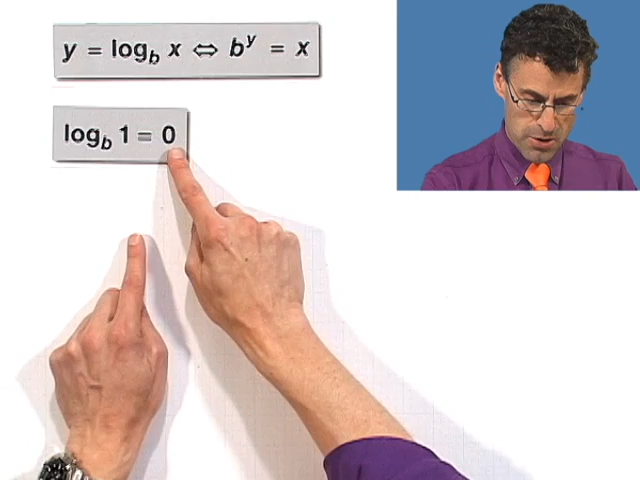 y = log_b x ⇔ b^y = x
log_b 1 = 0